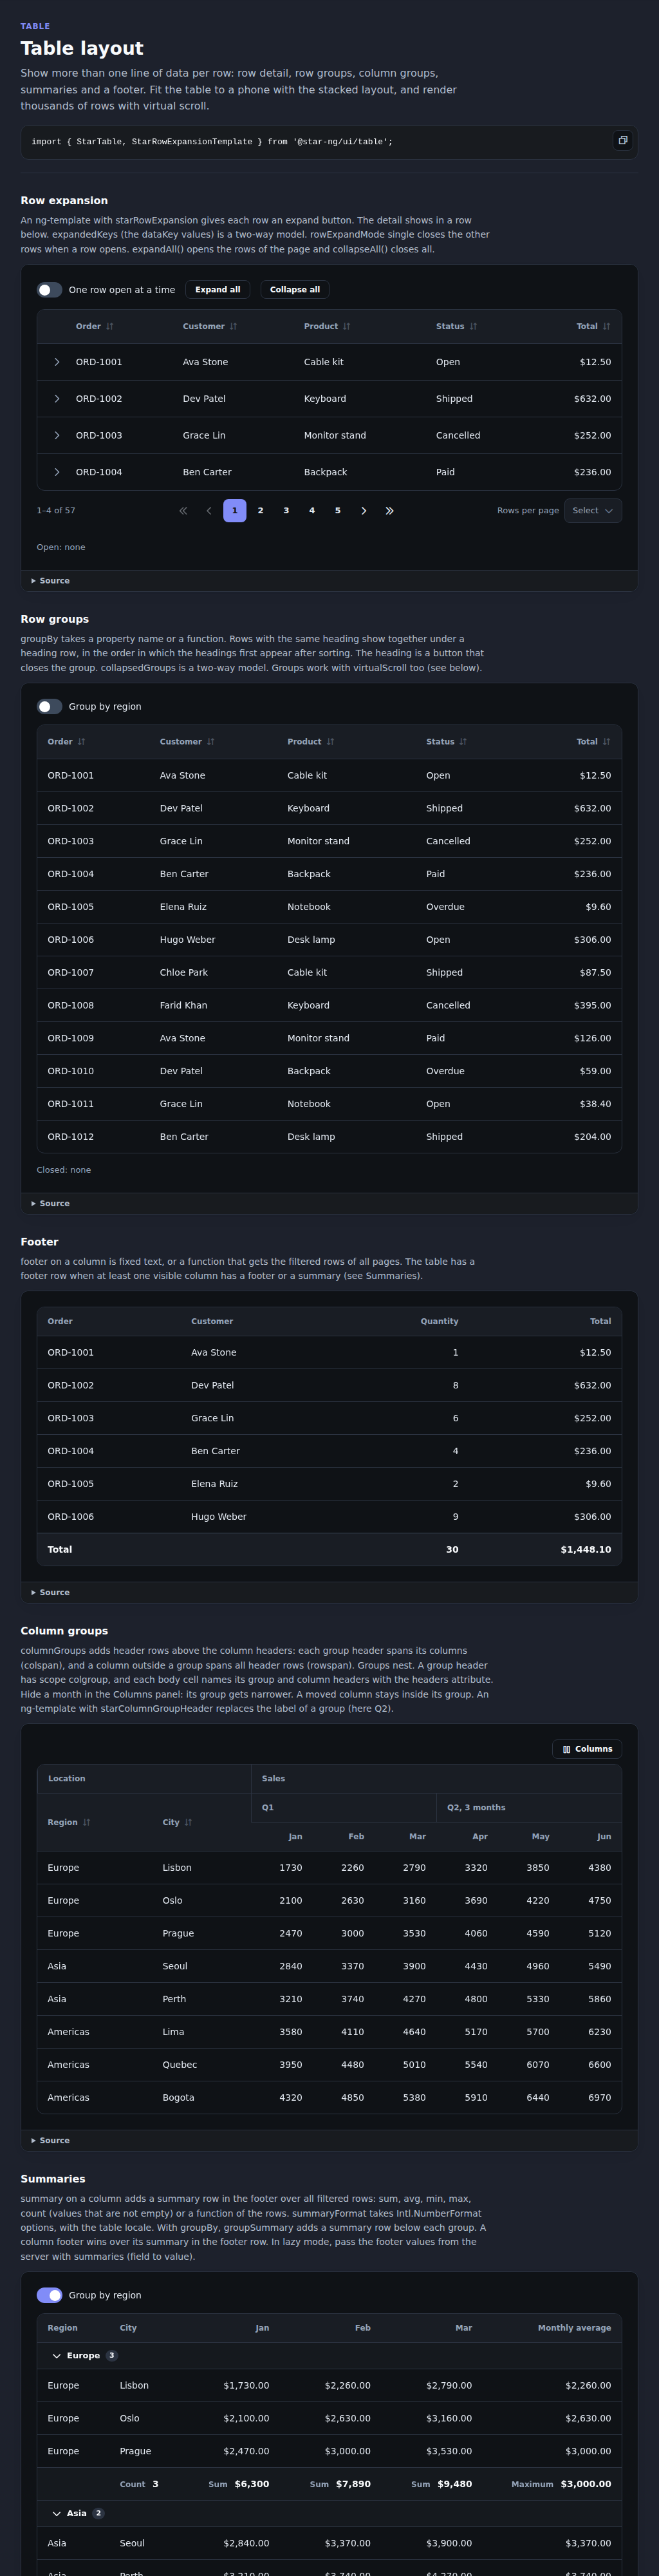 TABLE
Table layout
Show more than one line of data per row: row detail, row groups, column groups,
summaries and a footer. Fit the table to a phone with the stacked layout, and render
thousands of rows with virtual scroll.
import { StarTable, StarRowExpansionTemplate } from '@star-ng/ui/table';
Row expansion
An ng-template with starRowExpansion gives each row an expand button. The detail shows in a row
below. expandedKeys (the dataKey values) is a two-way model. rowExpandMode single closes the other
rows when a row opens. expandAll() opens the rows of the page and collapseAll() closes all.
One row open at a time Expand all Collapse all
Order Customer Product Status Total
ORD-1001 Ava Stone Cable kit Open $12.50
ORD-1002 Dev Patel Keyboard Shipped $632.00
ORD-1003 Grace Lin Monitor stand Cancelled $252.00
ORD-1004 Ben Carter Backpack Paid $236.00
1–4 of 57 1 2 3 4 5 Rows per page Select
Open: none
Source
Row groups
groupBy takes a property name or a function. Rows with the same heading show together under a
heading row, in the order in which the headings first appear after sorting. The heading is a button that
closes the group. collapsedGroups is a two-way model. Groups work with virtualScroll too (see below).
Group by region
Order Customer Product Status Total
ORD-1001 Ava Stone Cable kit Open $12.50
ORD-1002 Dev Patel Keyboard Shipped $632.00
ORD-1003 Grace Lin Monitor stand Cancelled $252.00
ORD-1004 Ben Carter Backpack Paid $236.00
ORD-1005 Elena Ruiz Notebook Overdue $9.60
ORD-1006 Hugo Weber Desk lamp Open $306.00
ORD-1007 Chloe Park Cable kit Shipped $87.50
ORD-1008 Farid Khan Keyboard Cancelled $395.00
ORD-1009 Ava Stone Monitor stand Paid $126.00
ORD-1010 Dev Patel Backpack Overdue $59.00
ORD-1011 Grace Lin Notebook Open $38.40
ORD-1012 Ben Carter Desk lamp Shipped $204.00
Closed: none
Source
Footer
footer on a column is fixed text, or a function that gets the filtered rows of all pages. The table has a
footer row when at least one visible column has a footer or a summary (see Summaries).
Order Customer Quantity Total
ORD-1001 Ava Stone 1 $12.50
ORD-1002 Dev Patel 8 $632.00
ORD-1003 Grace Lin 6 $252.00
ORD-1004 Ben Carter 4 $236.00
ORD-1005 Elena Ruiz 2 $9.60
ORD-1006 Hugo Weber 9 $306.00
Total 30 $1,448.10
Source
Column groups
columnGroups adds header rows above the column headers: each group header spans its columns
(colspan), and a column outside a group spans all header rows (rowspan). Groups nest. A group header
has scope colgroup, and each body cell names its group and column headers with the headers attribute.
Hide a month in the Columns panel: its group gets narrower. A moved column stays inside its group. An
ng-template with starColumnGroupHeader replaces the label of a group (here Q2).
Columns
Location Sales
Region City Q1 Q2, 3 months
Jan Feb Mar Apr May Jun
Europe Lisbon 1730 2260 2790 3320 3850 4380
Europe Oslo 2100 2630 3160 3690 4220 4750
Europe Prague 2470 3000 3530 4060 4590 5120
Asia Seoul 2840 3370 3900 4430 4960 5490
Asia Perth 3210 3740 4270 4800 5330 5860
Americas Lima 3580 4110 4640 5170 5700 6230
Americas Quebec 3950 4480 5010 5540 6070 6600
Americas Bogota 4320 4850 5380 5910 6440 6970
Source
Summaries
summary on a column adds a summary row in the footer over all filtered rows: sum, avg, min, max,
count (values that are not empty) or a function of the rows. summaryFormat takes Intl.NumberFormat
options, with the table locale. With groupBy, groupSummary adds a summary row below each group. A
column footer wins over its summary in the footer row. In lazy mode, pass the footer values from the
server with summaries (field to value).
Group by region
Region City Jan Feb Mar Monthly average
Europe 3
Europe Lisbon $1,730.00 $2,260.00 $2,790.00 $2,260.00
Europe Oslo $2,100.00 $2,630.00 $3,160.00 $2,630.00
Europe Prague $2,470.00 $3,000.00 $3,530.00 $3,000.00
Count 3 Sum $6,300 Sum $7,890 Sum $9,480 Maximum $3,000.00
Asia 2
Asia Seoul $2,840.00 $3,370.00 $3,900.00 $3,370.00
Asia Perth $3,210.00 $3,740.00 $4,270.00 $3,740.00